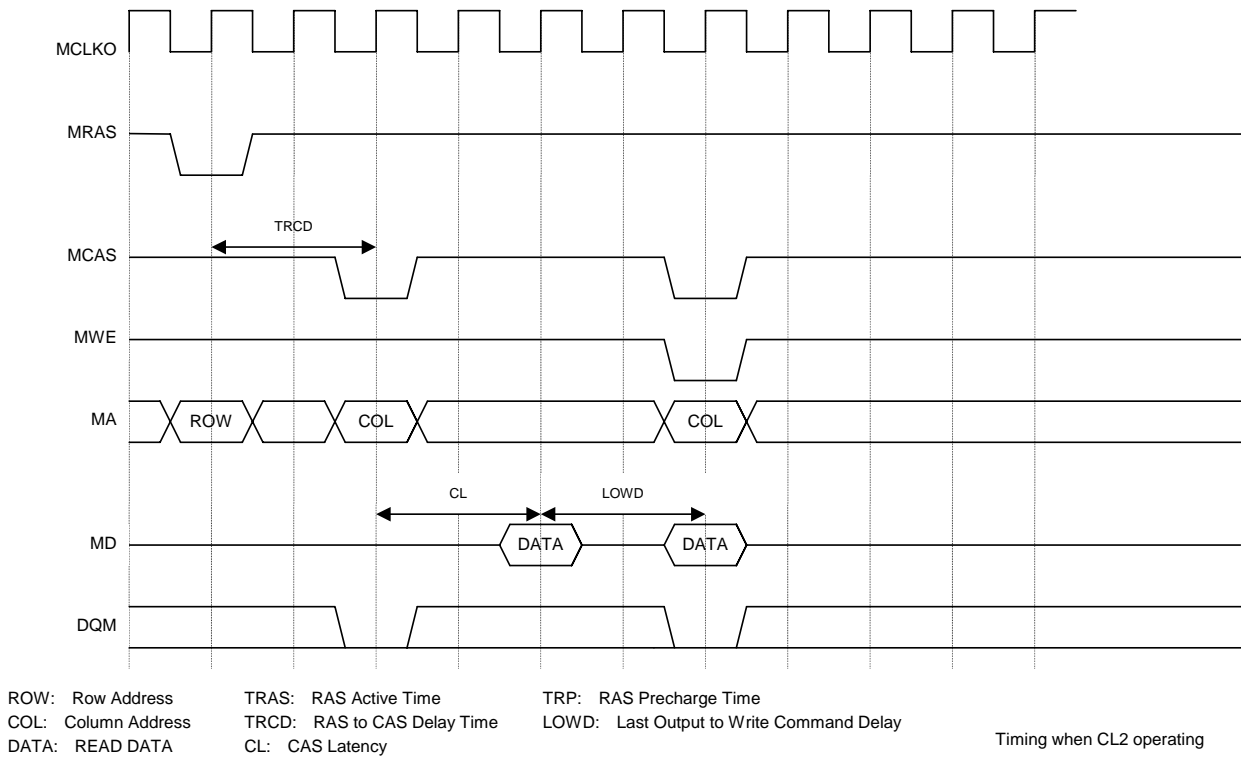 MCLKO
MRAS
TRCD
MCAS
MWE
MA
ROW
COL
COL
CL
LOWD
MD
DATA
DATA
DQM
ROW: Row Address TRAS: RAS Active Time TRP: RAS Precharge Time
COL: Column Address TRCD: RAS to CAS Delay Time LOWD: Last Output to Write Command Delay
DATA: READ DATA CL: CAS Latency
Timing when CL2 operating